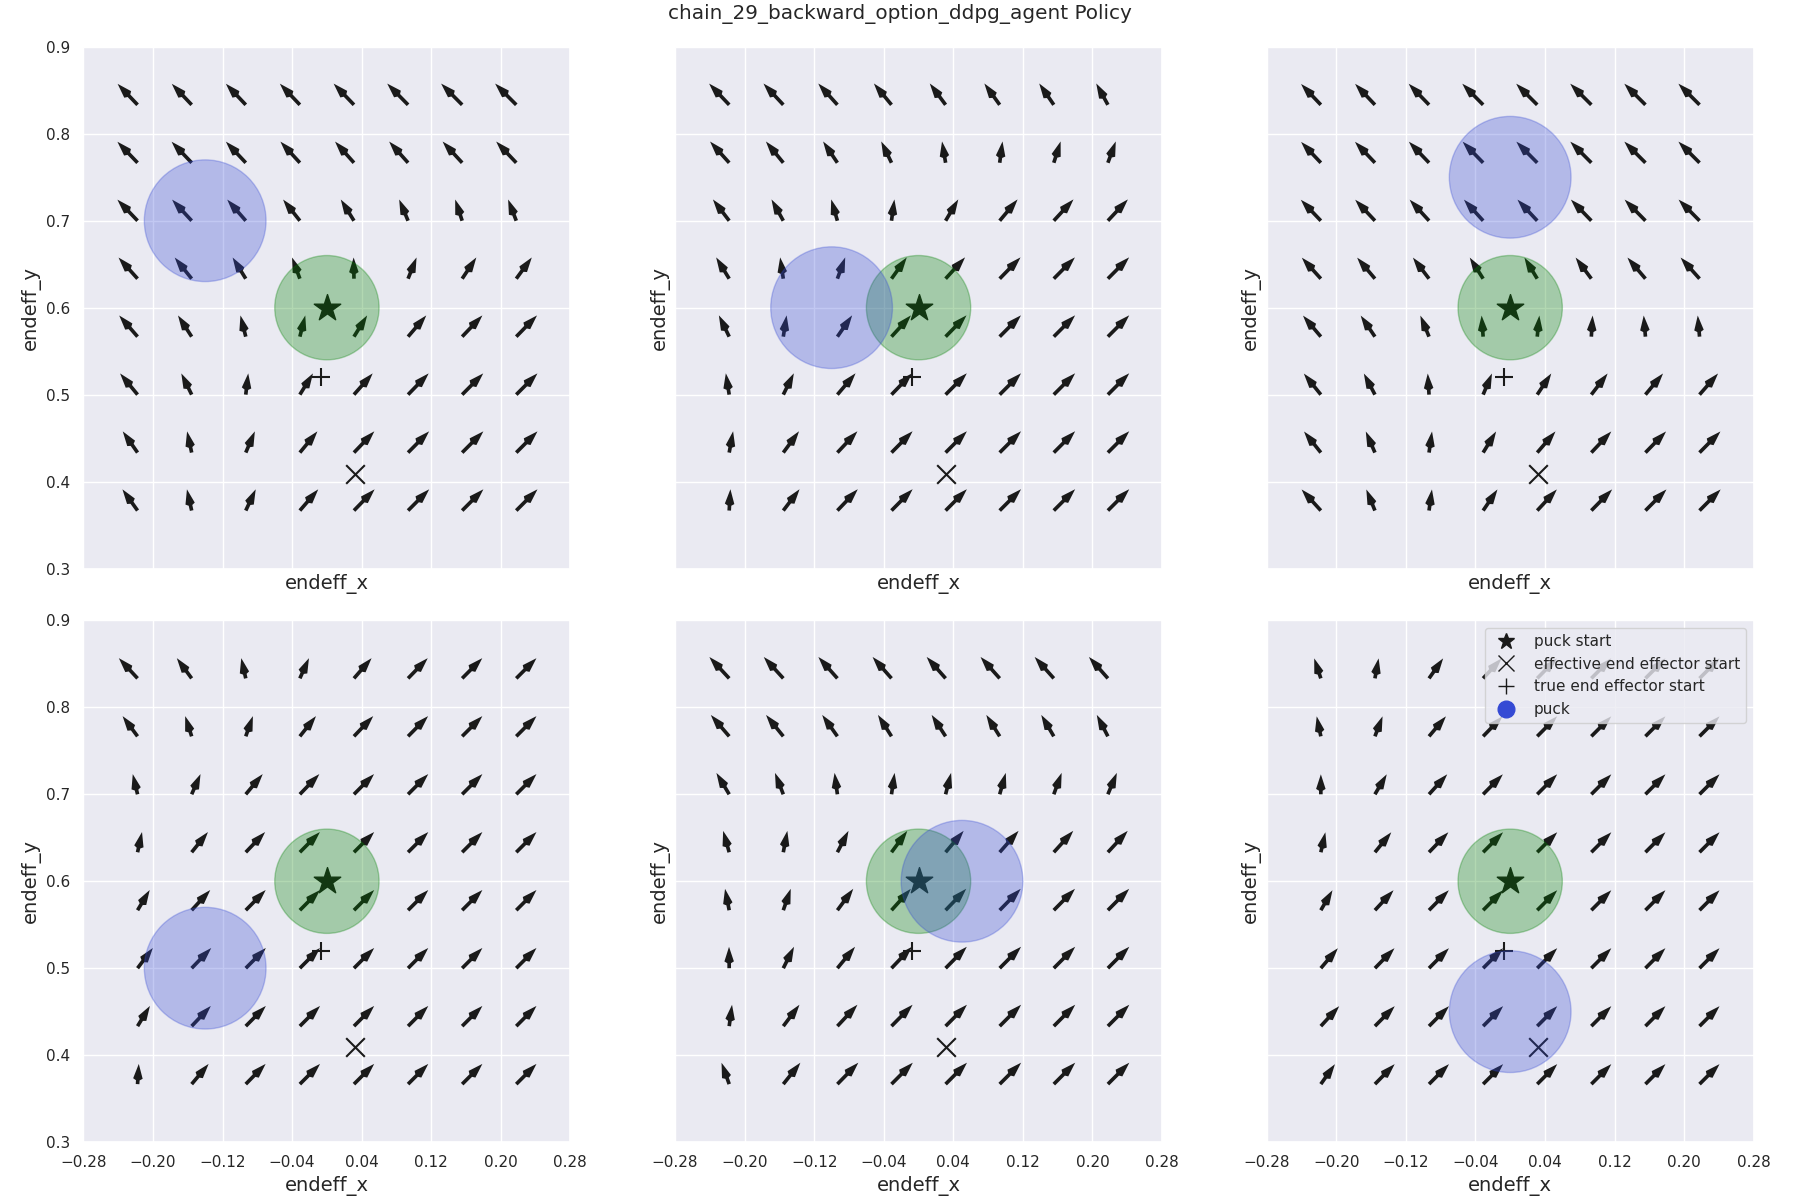 chain_29_backward_option_ddpg_agent Policy
0.9
0.8
0.7
0.6
0.5
0.4
0.3
endeff_y
endeff_x
endeff_y
endeff_x
endeff_y
endeff_x
0.9
0.8
0.7
0.6
0.5
0.4
0.3
endeff_y
−0.28 −0.20 −0.12 −0.04 0.04 0.12 0.20 0.28
endeff_x
endeff_y
−0.28 −0.20 −0.12 −0.04 0.04 0.12 0.20 0.28
endeff_x
puck start
effective end effector start
true end effector start
puck
endeff_y
−0.28 −0.20 −0.12 −0.04 0.04 0.12 0.20 0.28
endeff_x